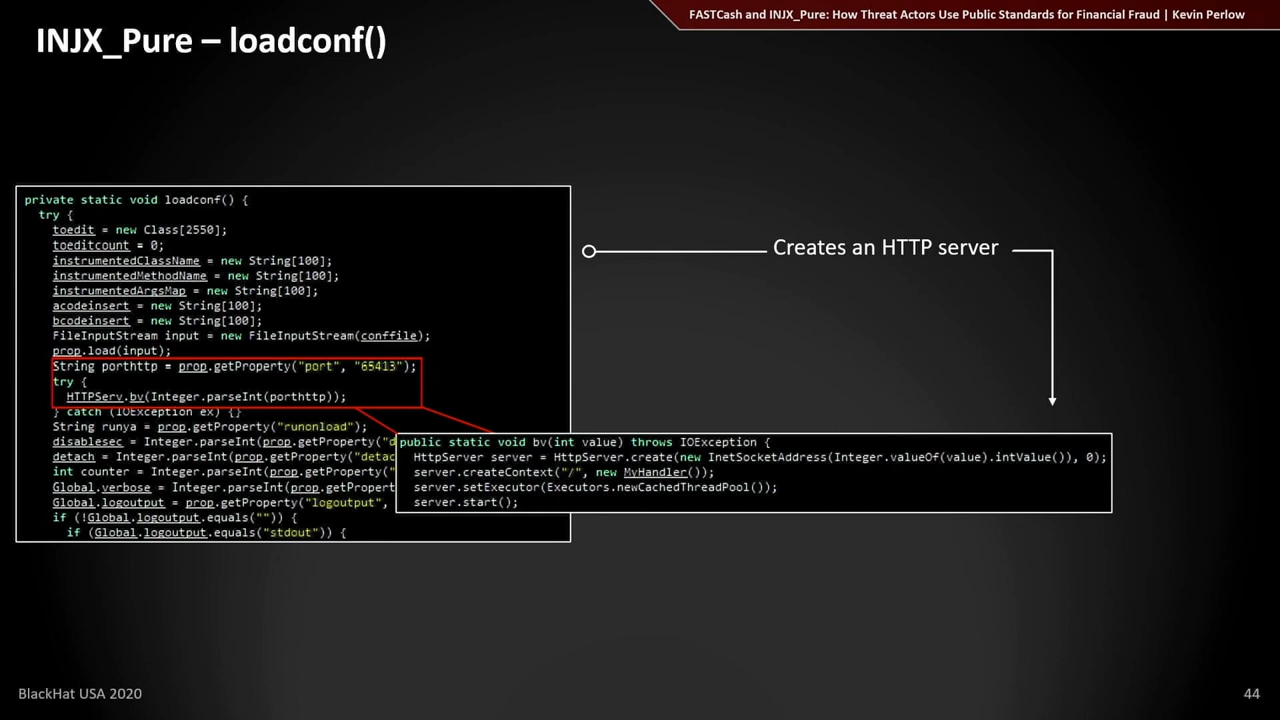 FASTCash and INJX_Pure: How Threat Actors Use Public Standards for Financial Fraud | Kevin Perlow
INJX_Pure – loadconf()
private static void loadconf() {
try {
toedit = new Class[2550];
toeditcount = 0;
instrumentedClassName = new String[100];
instrumentedMethodName = new String[100];
instrumentedArgsMap = new String[100];
acodeinsert = new String[100];
bcodeinsert = new String[100];
FileInputStream input = new FileInputStream(conffile);
prop.load(input);
String porthttp = prop.getProperty("port", "65413");
try {
HTTPServ.bv(Integer.parseInt(porthttp));
} catch (IOException ex) {}
String runya = prop.getProperty("runonload");
disablesec = Integer.parseInt(prop.getProperty("d
detach = Integer.parseInt(prop.getProperty("detac
int counter = Integer.parseInt(prop.getProperty("
Global.verbose = Integer.parseInt(prop.getPropert
Global.logoutput = prop.getProperty("logoutput",
if (!Global.logoutput.equals("")) {
if (Global.logoutput.equals("stdout")) {
Creates an HTTP server
public static void bv(int value) throws IOException {
HttpServer server = HttpServer.create(new InetSocketAddress(Integer.valueOf(value).intValue()), 0);
server.createContext("/", new MyHandler());
server.setExecutor(Executors.newCachedThreadPool());
server.start();
BlackHat USA 2020
44